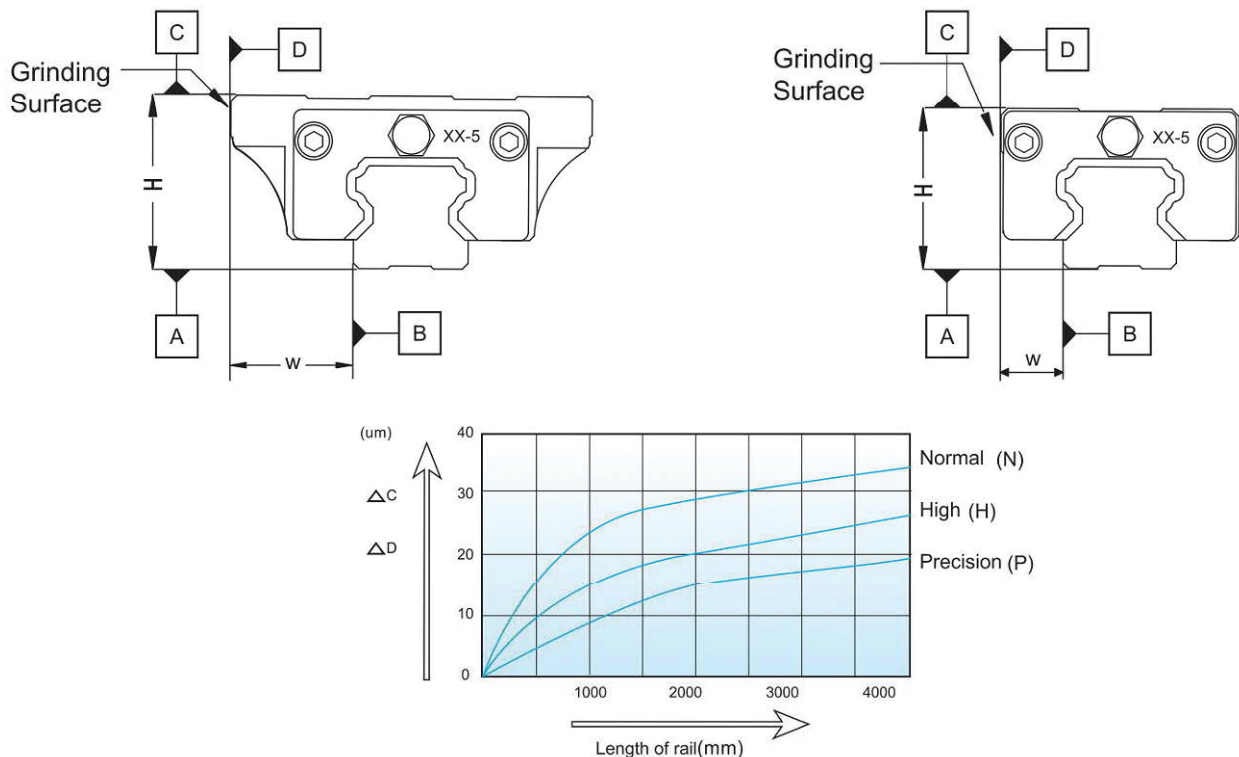 C
D
Grinding
Surface
XX-5
H
A
B
w
C
D
Grinding
Surface
XX-5
H
A
B
w
(um)
△C
△D
40
30
20
10
0
Normal (N)
High (H)
Precision (P)
1000 2000 3000 4000
Length of rail(mm)